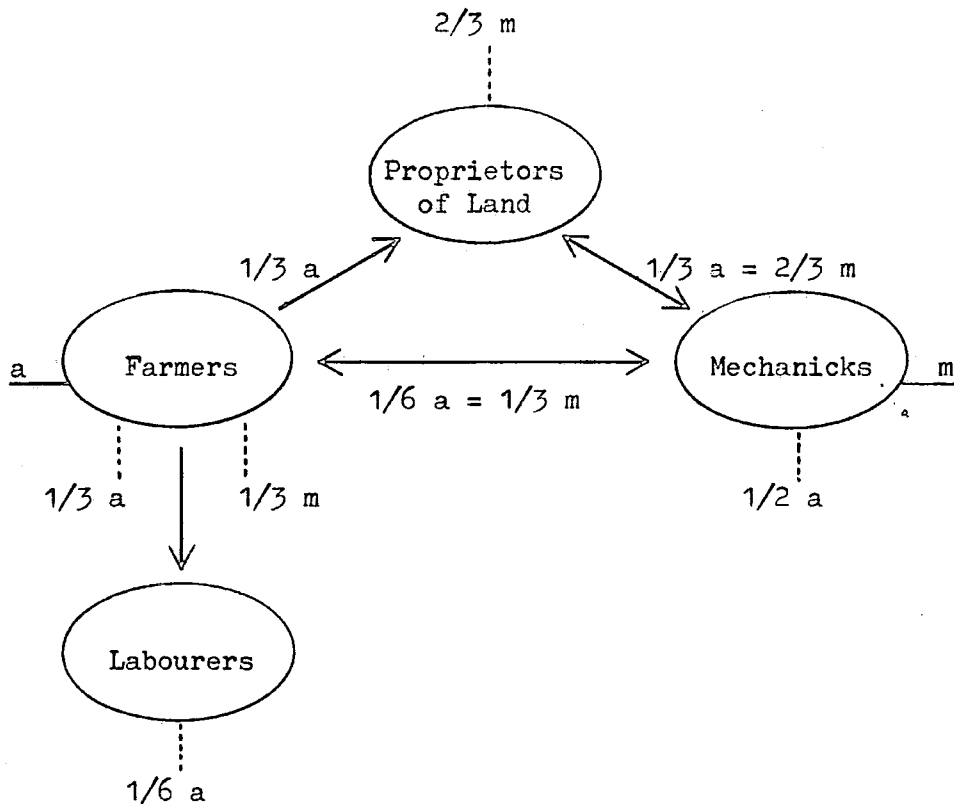 2/3 m
Proprietors
of Land
1/3 a
1/3 a = 2/3 m
a
Farmers
Mechanicks
m
1/6 a = 1/3 m
1/3 a
1/3 m
1/2 a
Labourers
1/6 a